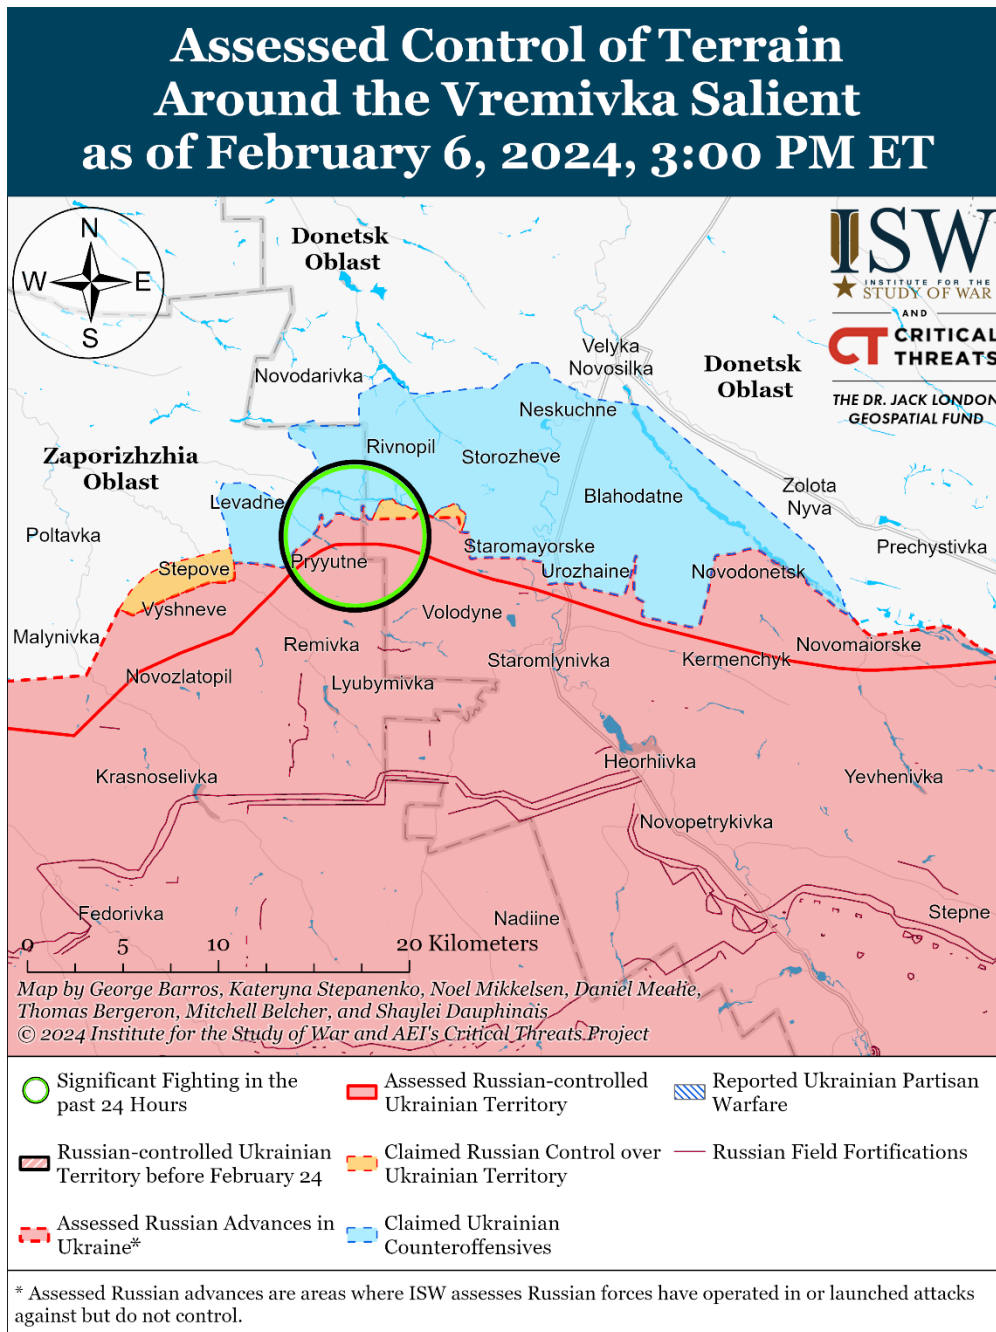 Assessed Control of Terrain
Around the Vremivka Salient
as of February 6, 2024, 3:00 PM ET
N
W
E
S
Donetsk
Oblast
ISW
INSTITUTE FOR THE
STUDY OF WAR
AND
CT CRITICAL
THREATS
THE DR. JACK LONDON
GEOSPATIAL FUND
Velyka
Novosilka
Donetsk
Oblast
Novodarivka
Neskuchne
Rivnopil
Storozheve
Zaporizhzhia
Oblast
Blahodatne
Zolota
Nyva
Levadne
Poltavka
Prechystivka
Staromayorske
Stepove
Pryyutne
Urozhaine
Novodonetsk
Vyshneve
Volodyne
Malynivka
Remivka
Novomaiorske
Staromlynivka
Kermenchyk
Novozlatopil
Lyubymivka
Heorhiivka
Krasnoselivka
Yevhenivka
Novopetrykivka
Fedorivka
Nadiine
Stepne
0 5 10 20 Kilometers
Map by George Barros, Kateryna Stepanenko, Noel Mikkelsen, Daniel Mealie,
Thomas Bergeron, Mitchell Belcher, and Shaylei Dauphinais
© 2024 Institute for the Study of War and AEI's Critical Threats Project
Significant Fighting in the
past 24 Hours
Assessed Russian-controlled
Ukrainian Territory
Reported Ukrainian Partisan
Warfare
Russian-controlled Ukrainian
Territory before February 24
Claimed Russian Control over
Ukrainian Territory
Russian Field Fortifications
Assessed Russian Advances in
Ukraine*
Claimed Ukrainian
Counteroffensives
* Assessed Russian advances are areas where ISW assesses Russian forces have operated in or launched attacks
against but do not control.